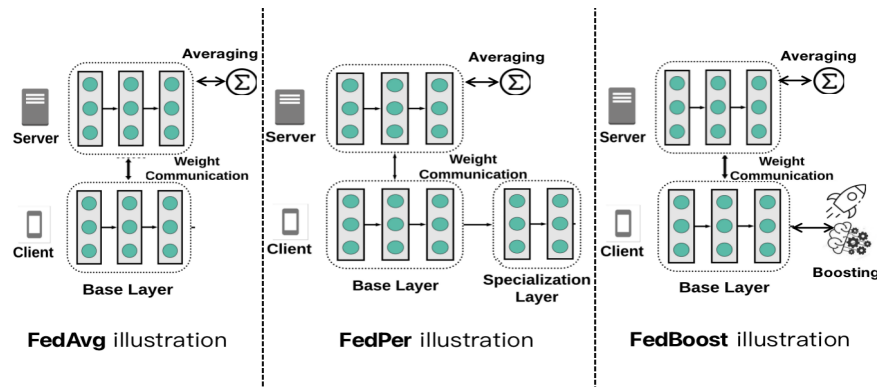 Averaging
Σ
Server
Weight
Communication
Client
Base Layer
FedAvg illustration
Averaging
Σ
Server
Weight
Communication
Client
Base Layer
Specialization
Layer
FedPer illustration
Averaging
Σ
Server
Weight
Communication
Client
Base Layer
Boosting
FedBoost illustration